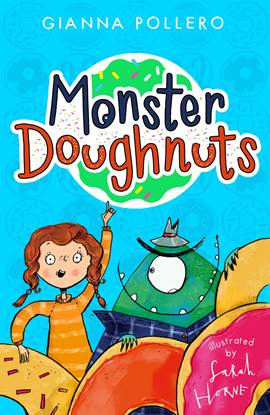 GIANNA POLLERO
Monster
Doughnuts
illustrated
by
Sarah
HORNE